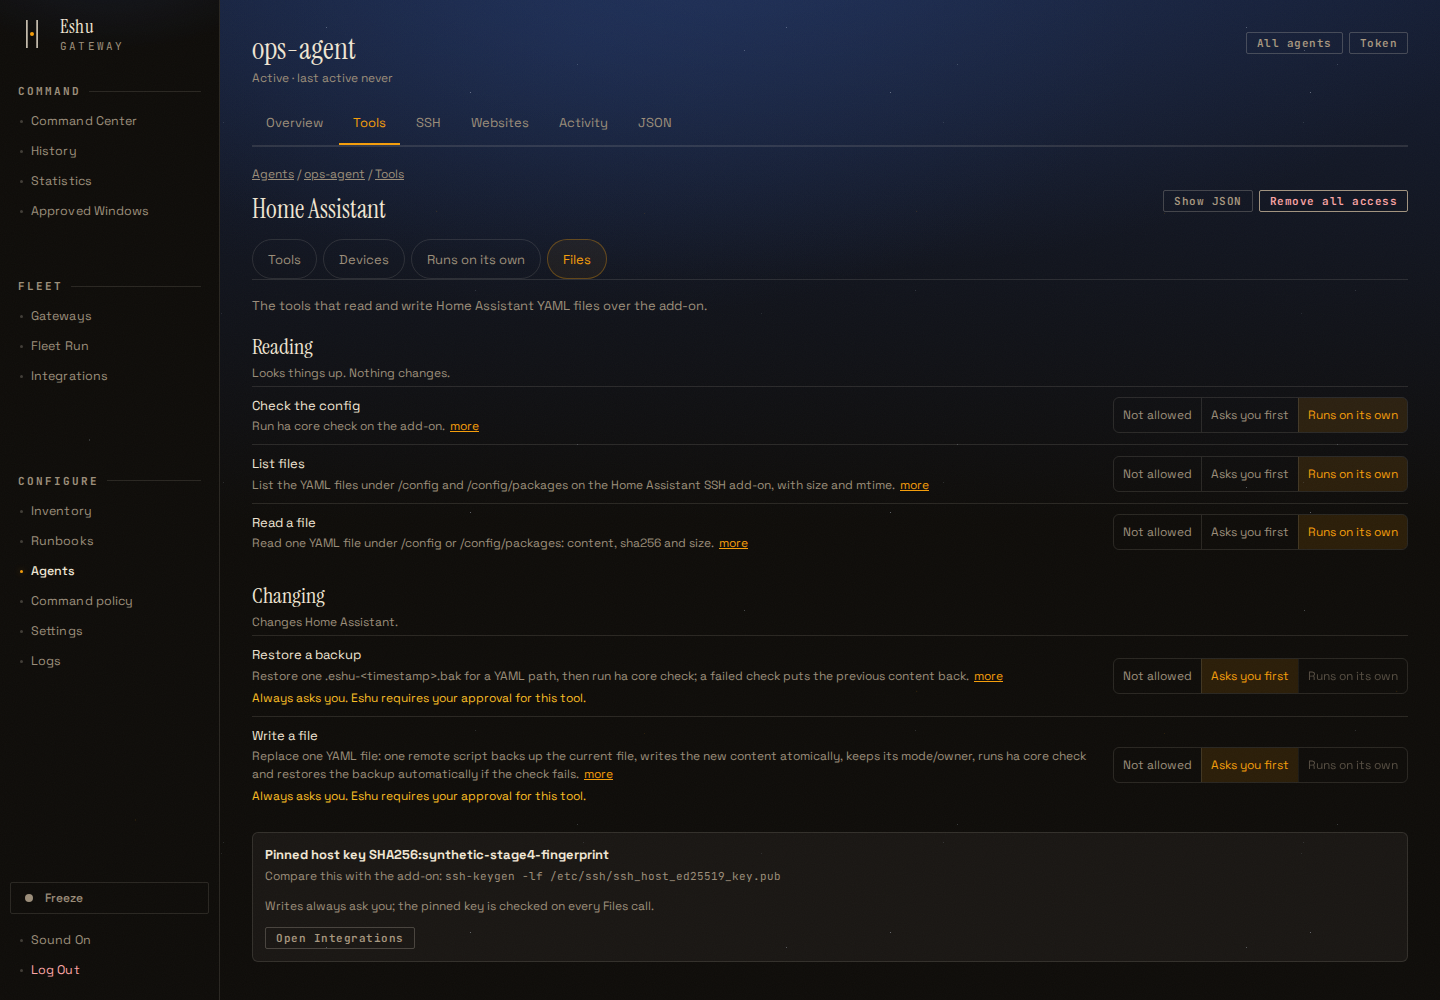 Eshu
GATEWAY
COMMAND
Command Center
History
Statistics
Approved Windows
FLEET
Gateways
Fleet Run
Integrations
CONFIGURE
Inventory
Runbooks
Agents
Command policy
Settings
Logs
Freeze
Sound On
Log Out
ops-agent
All agents Token
Active · last active never
Overview Tools SSH Websites Activity JSON
Agents / ops-agent / Tools
Home Assistant
Show JSON Remove all access
Tools Devices Runs on its own Files
The tools that read and write Home Assistant YAML files over the add-on.
Reading
Looks things up. Nothing changes.
Check the config
Run ha core check on the add-on. more
Not allowed Asks you first Runs on its own
List files
List the YAML files under /config and /config/packages on the Home Assistant SSH add-on, with size and mtime. more
Not allowed Asks you first Runs on its own
Read a file
Read one YAML file under /config or /config/packages: content, sha256 and size. more
Not allowed Asks you first Runs on its own
Changing
Changes Home Assistant.
Restore a backup
Restore one .eshu-<timestamp>.bak for a YAML path, then run ha core check; a failed check puts the previous content back. more
Always asks you. Eshu requires your approval for this tool.
Not allowed Asks you first Runs on its own
Write a file
Replace one YAML file: one remote script backs up the current file, writes the new content atomically, keeps its mode/owner, runs ha core check
and restores the backup automatically if the check fails. more
Always asks you. Eshu requires your approval for this tool.
Not allowed Asks you first Runs on its own
Pinned host key SHA256:synthetic-stage4-fingerprint
Compare this with the add-on: ssh-keygen -lf /etc/ssh/ssh_host_ed25519_key.pub
Writes always ask you; the pinned key is checked on every Files call.
Open Integrations